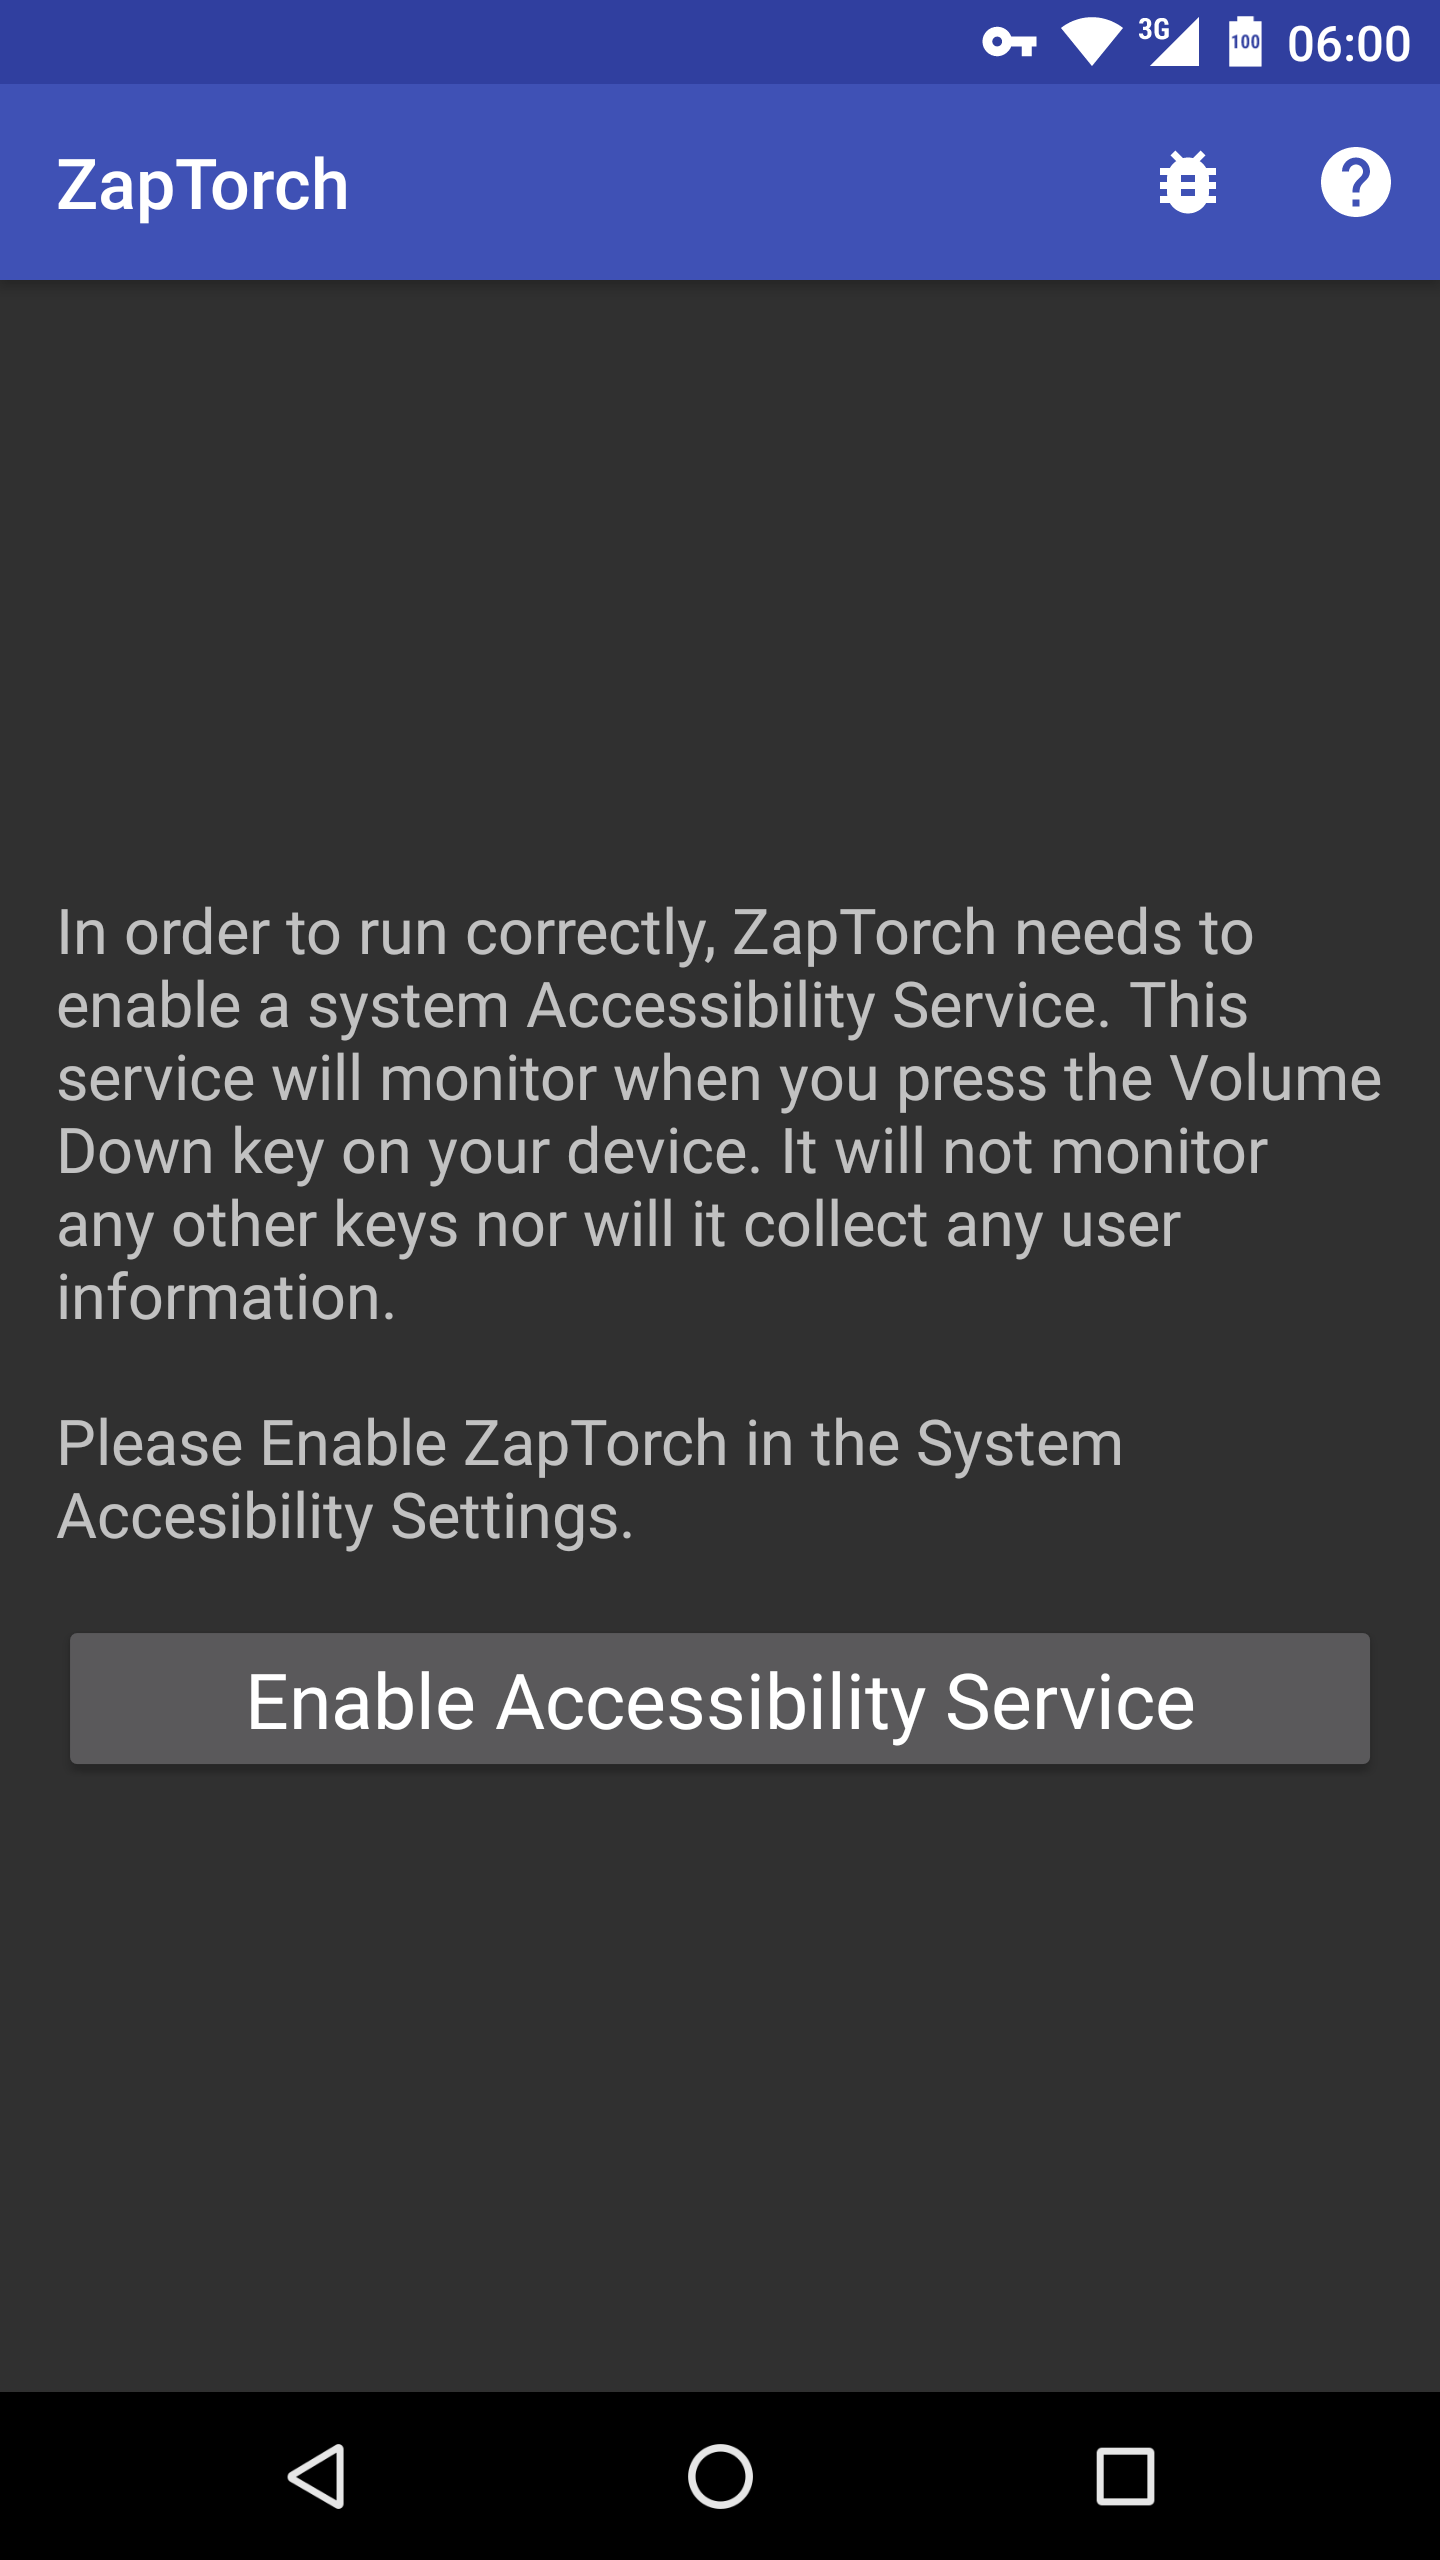 3G
100
06:00
ZapTorch
In order to run correctly, ZapTorch needs to
enable a system Accessibility Service. This
service will monitor when you press the Volume
Down key on your device. It will not monitor
any other keys nor will it collect any user
information.
Please Enable ZapTorch in the System
Accesibility Settings.
Enable Accessibility Service